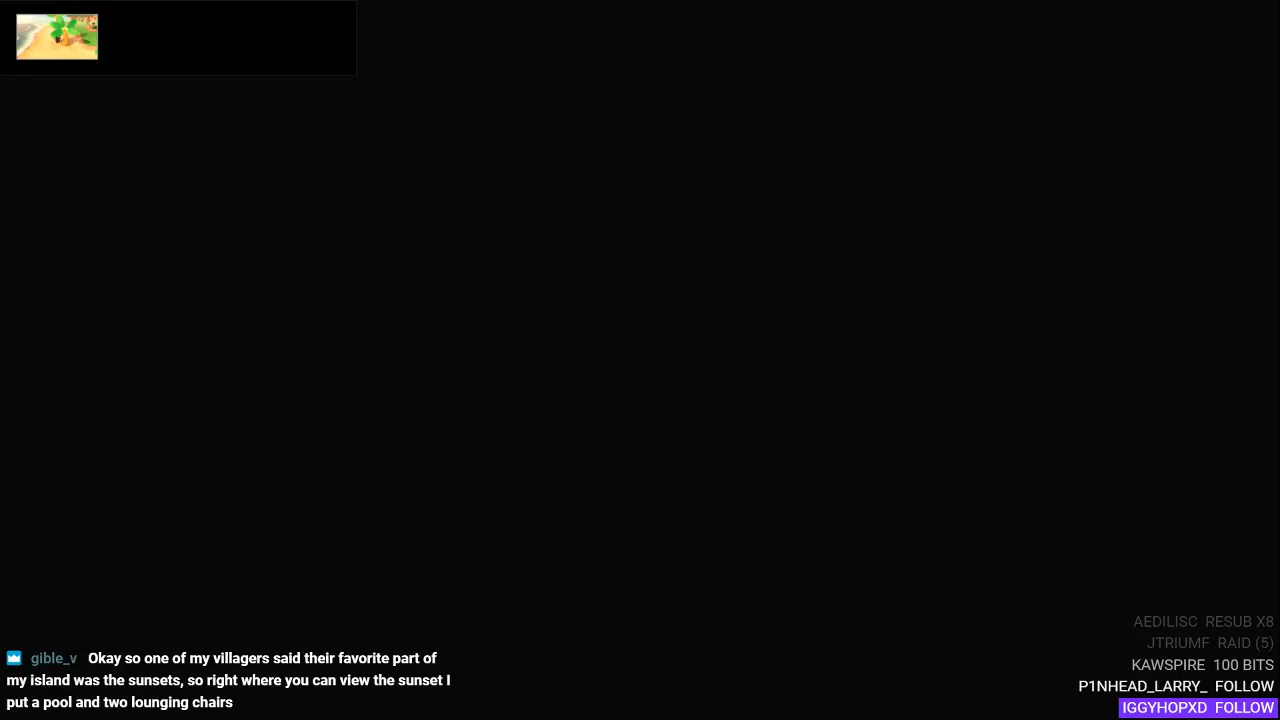 gible_v Okay so one of my villagers said their favorite part of
my island was the sunsets, so right where you can view the sunset I
put a pool and two lounging chairs
AEDILISC RESUB X8
JTRIUMF RAID (5)
KAWSPIRE 100 BITS
P1NHEAD_LARRY_ FOLLOW
IGGYHOPXD FOLLOW